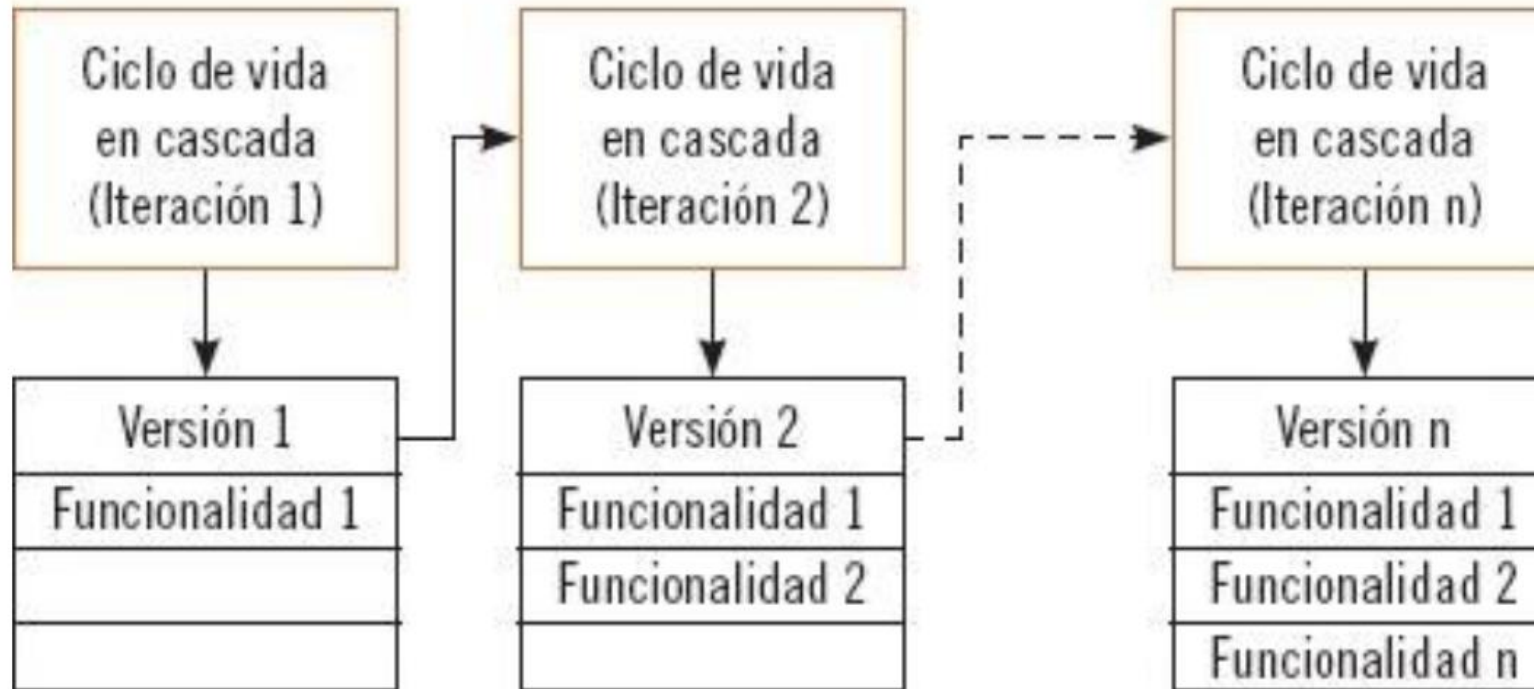 Ciclo de vida
en cascada
(Iteración 1)
Ciclo de vida
en cascada
(Iteración 2)
Ciclo de vida
en cascada
(Iteración n)
Versión 1
Funcionalidad 1
Versión 2
Funcionalidad 1
Funcionalidad 2
Versión n
Funcionalidad 1
Funcionalidad 2
Funcionalidad n